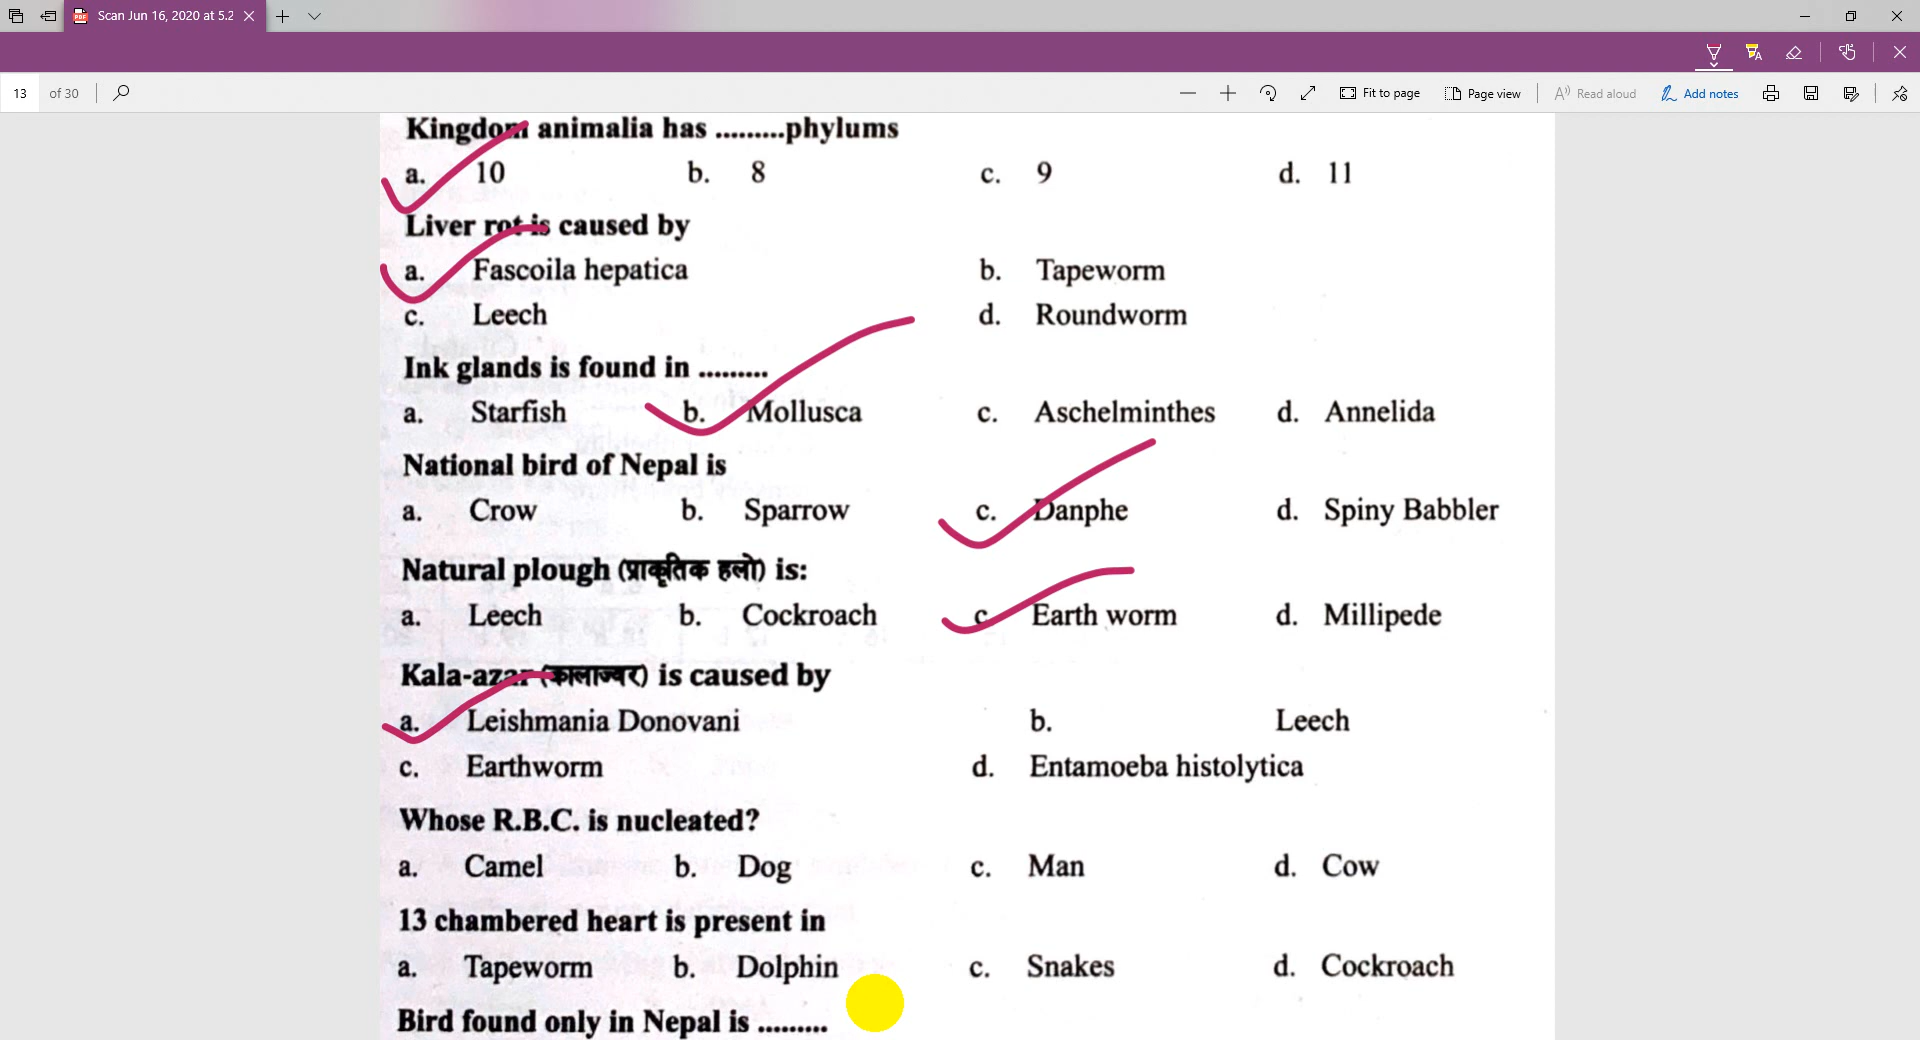 Scan Jun 16, 2020 at 5.2
13 of 30
Fit to page
Page view
Read aloud
Add notes
Kingdom animalia has .........phylums
a. 10 b. 8 c. 9 d. 11
Liver rot is caused by
a. Fascoila hepatica b. Tapeworm
c. Leech d. Roundworm
Ink glands is found in .........
a. Starfish b. Mollusca c. Aschelminthes d. Annelida
National bird of Nepal is
a. Crow b. Sparrow c. Danphe d. Spiny Babbler
Natural plough (प्राकृतिक हलो) is:
a. Leech b. Cockroach c. Earth worm d. Millipede
Kala-azar (कालाज्वर) is caused by
a. Leishmania Donovani b. Leech
c. Earthworm d. Entamoeba histolytica
Whose R.B.C. is nucleated?
a. Camel b. Dog c. Man d. Cow
13 chambered heart is present in
a. Tapeworm b. Dolphin c. Snakes d. Cockroach
Bird found only in Nepal is .........